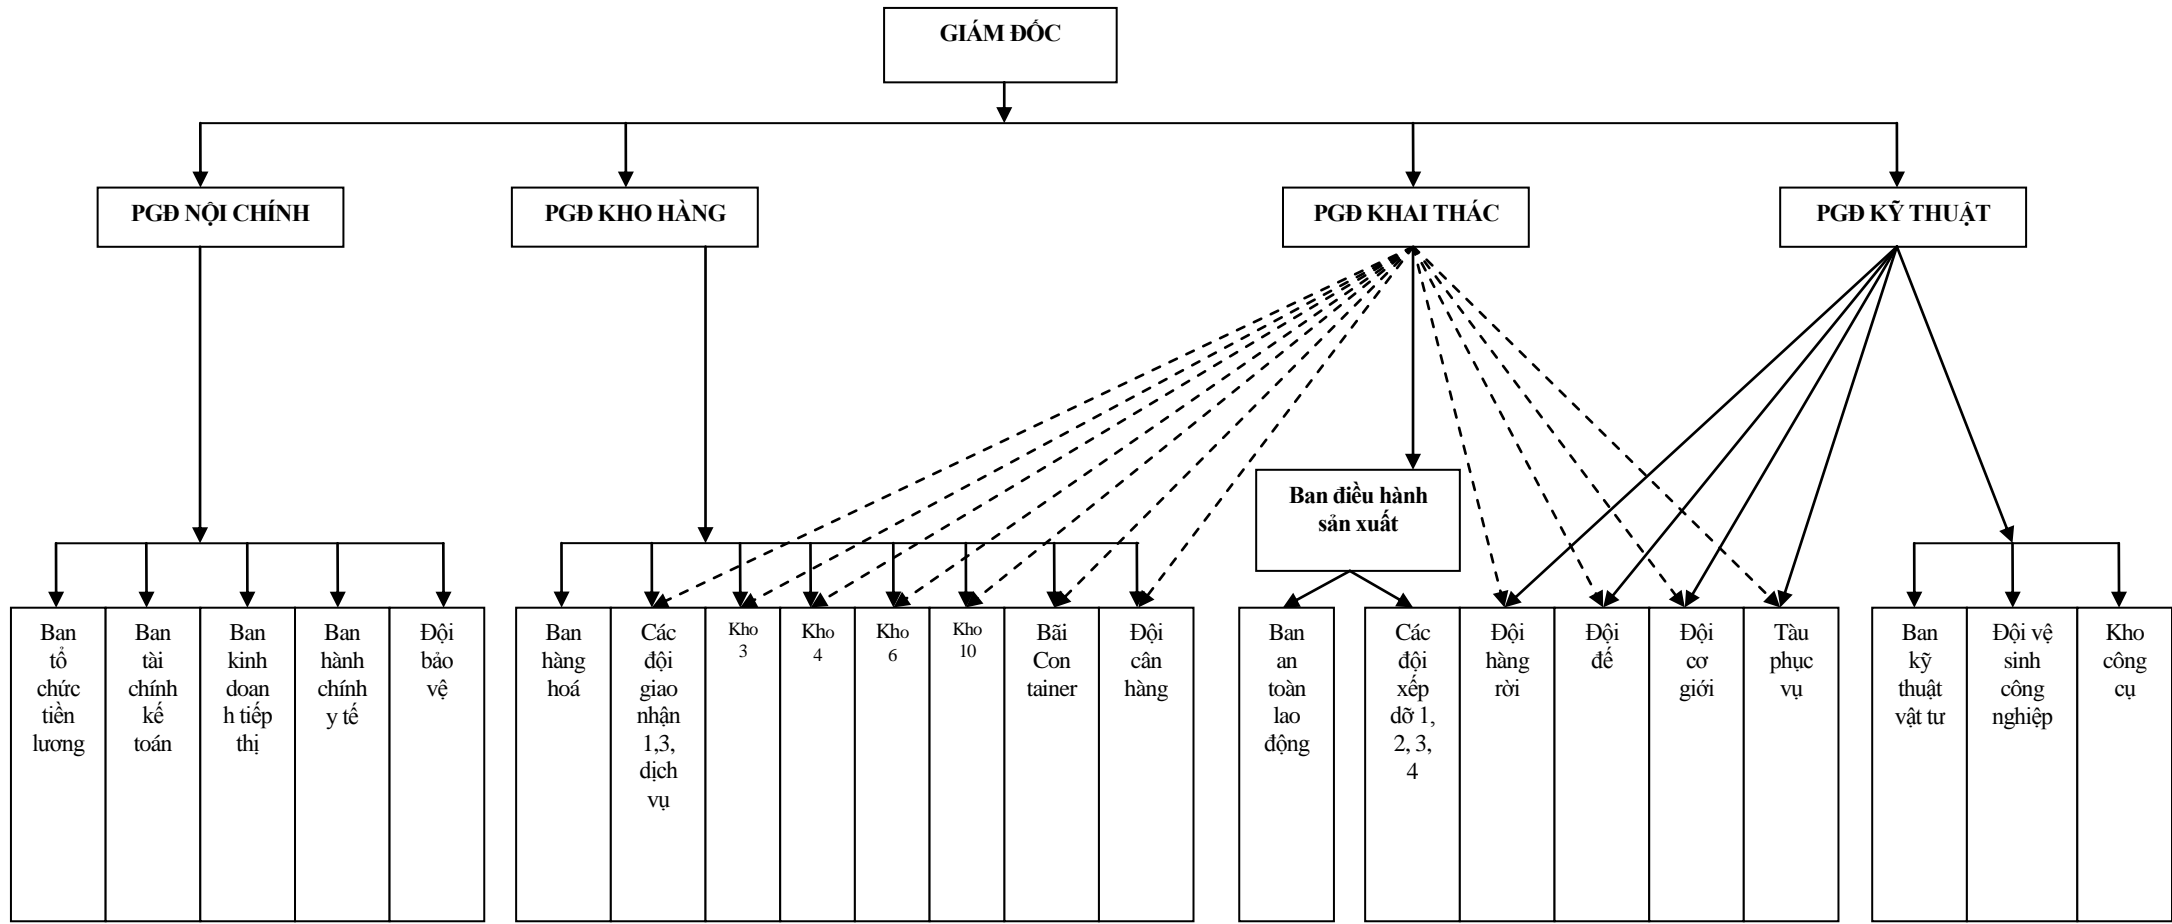 GIÁM ĐỐC
PGĐ NỘI CHÍNH
PGĐ KHO HÀNG
PGĐ KHAI THÁC
PGĐ KỸ THUẬT
Ban điều hành
sản xuất
Ban
tổ
chức
tiền
lương
Ban
tài
chính
kế
toán
Ban
kinh
doan
h tiếp
thị
Ban
hành
chính
y tế
Đội
bảo
vệ
Ban
hàng
hoá
Các
đội
giao
nhận
1,3,
dịch
vụ
Kho
3
Kho
4
Kho
6
Kho
10
Bãi
Con
tainer
Đội
cân
hàng
Ban
an
toàn
lao
động
Các
đội
xếp
dỡ 1,
2, 3,
4
Đội
hàng
rời
Đội
đế
Đội
cơ
giới
Tàu
phục
vụ
Ban
kỹ
thuật
vật tư
Đội vệ
sinh
công
nghiệp
Kho
công
cụ